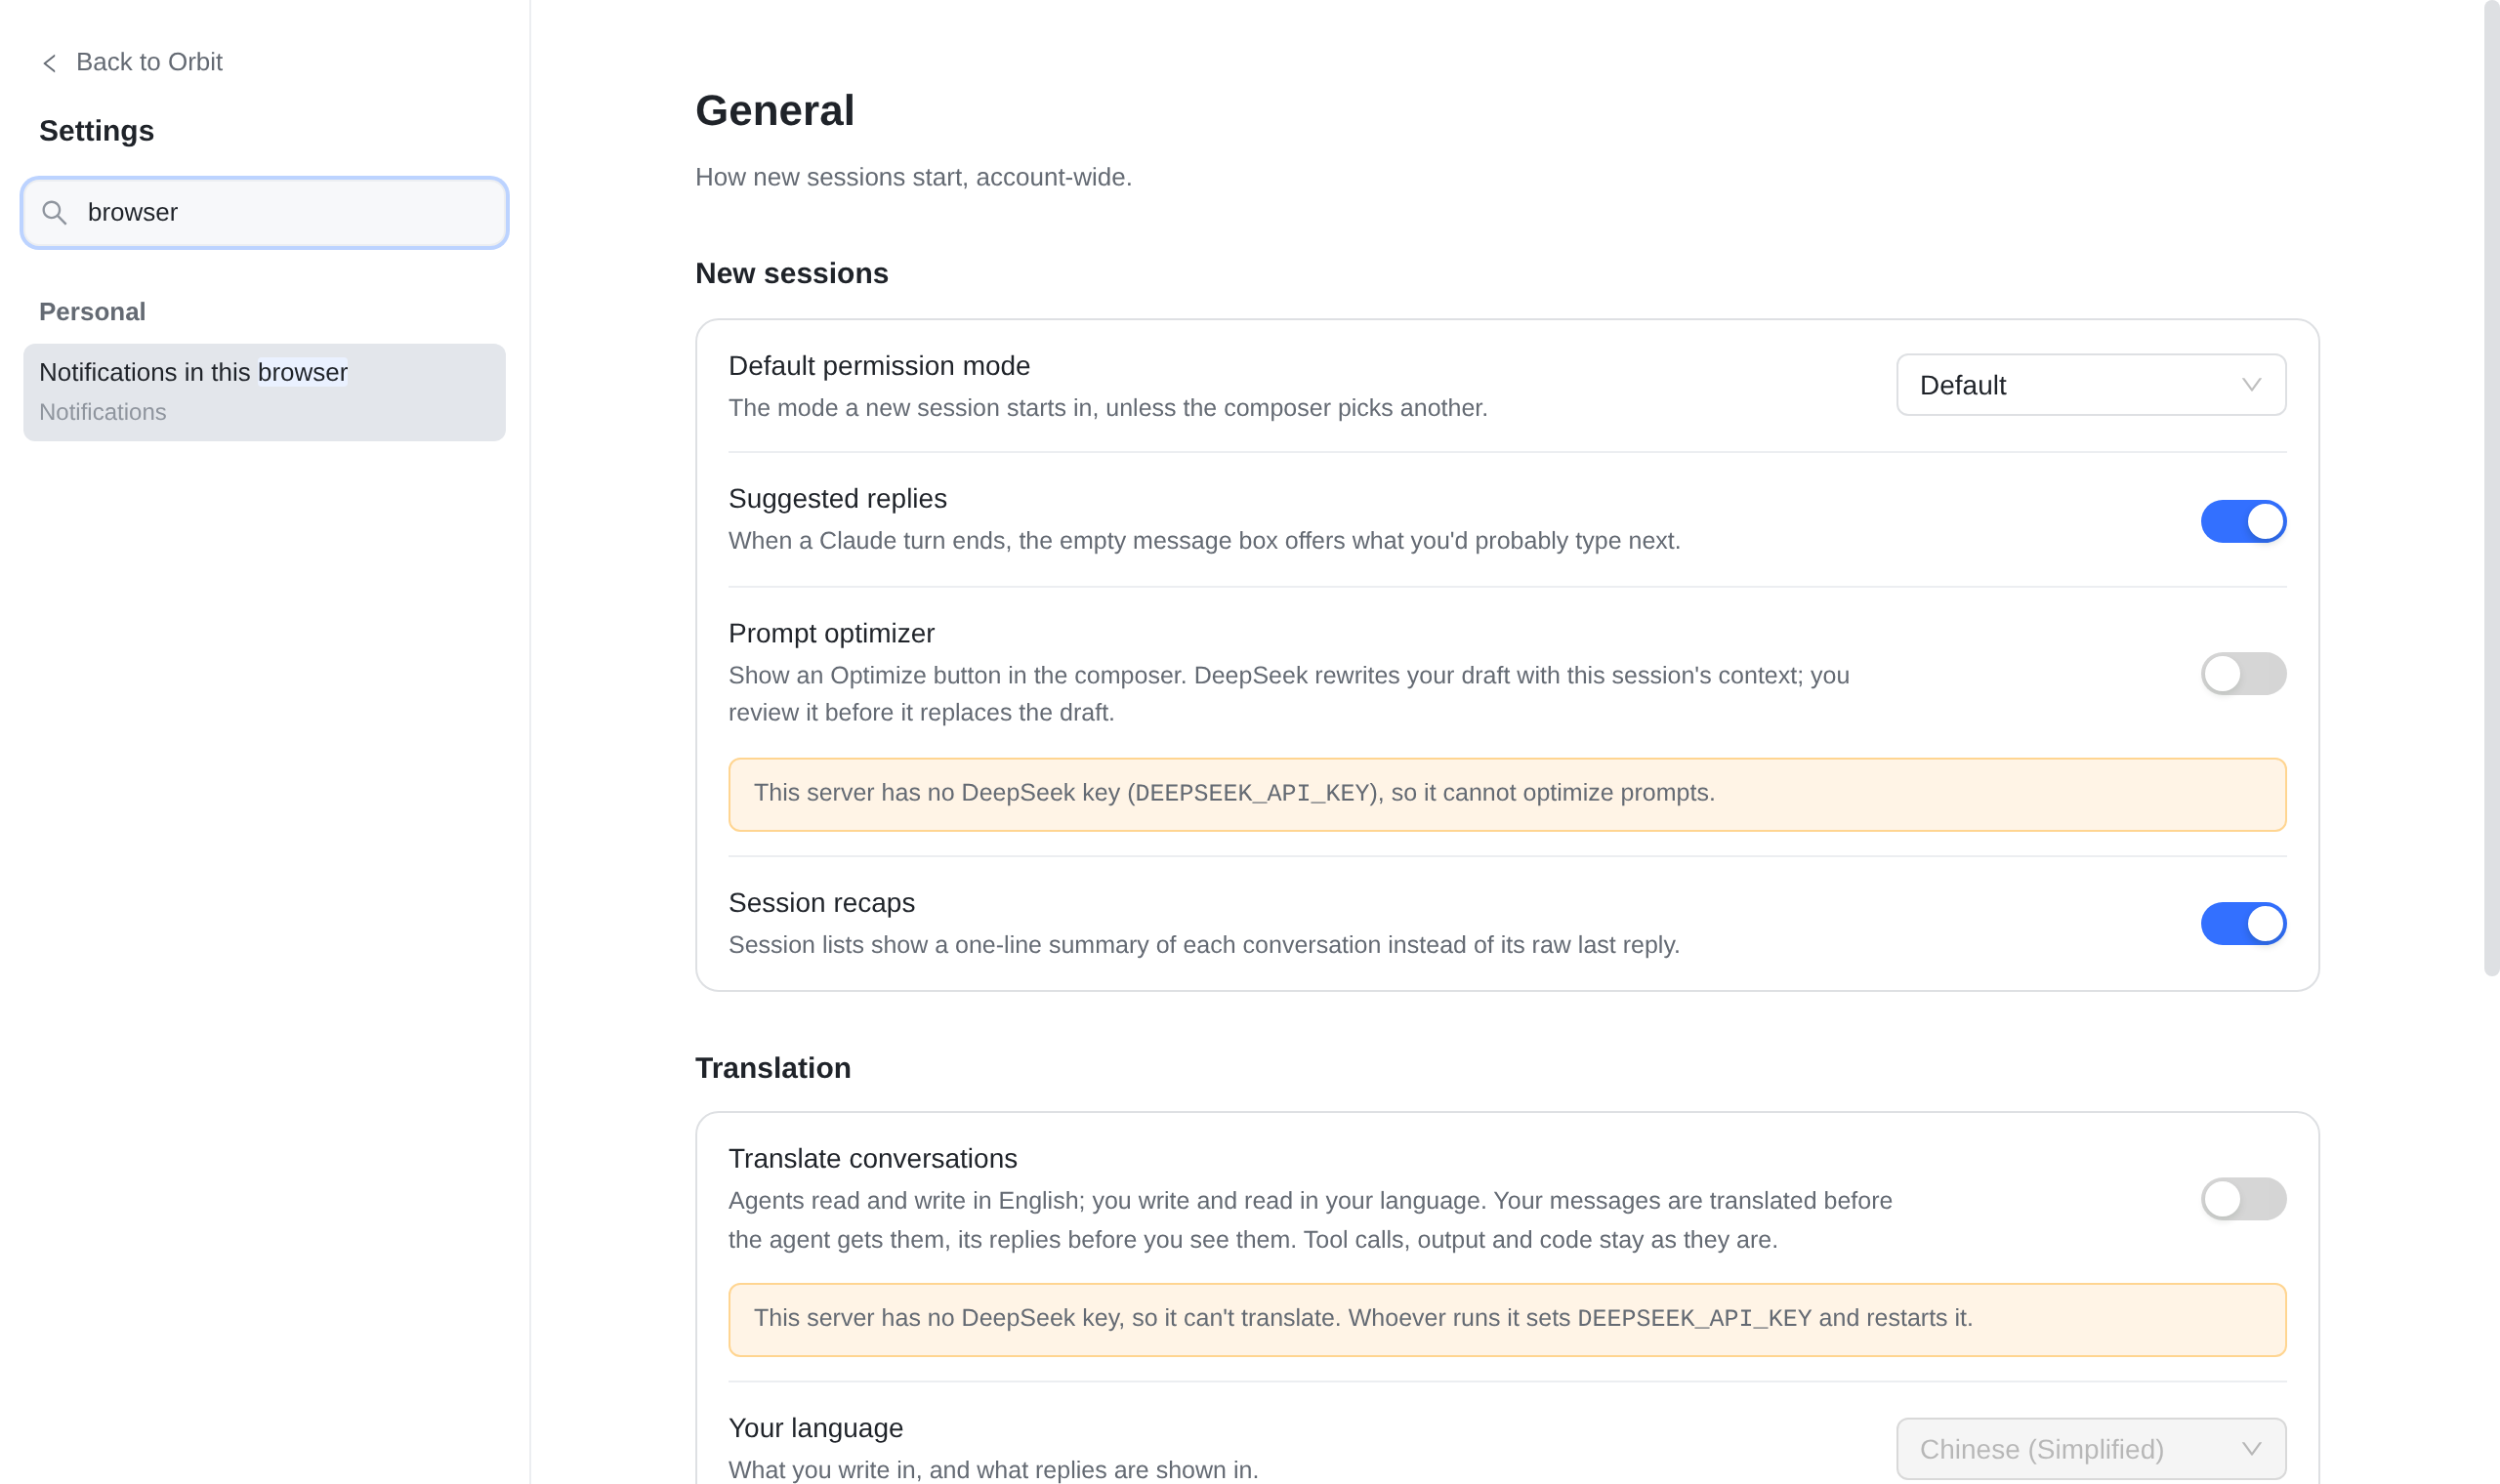 Back to Orbit
Settings
browser
Personal
Notifications in this browser
Notifications
General
How new sessions start, account-wide.
New sessions
Default permission mode
The mode a new session starts in, unless the composer picks another.
Default
Suggested replies
When a Claude turn ends, the empty message box offers what you'd probably type next.
Prompt optimizer
Show an Optimize button in the composer. DeepSeek rewrites your draft with this session's context; you
review it before it replaces the draft.
This server has no DeepSeek key (DEEPSEEK_API_KEY), so it cannot optimize prompts.
Session recaps
Session lists show a one-line summary of each conversation instead of its raw last reply.
Translation
Translate conversations
Agents read and write in English; you write and read in your language. Your messages are translated before
the agent gets them, its replies before you see them. Tool calls, output and code stay as they are.
This server has no DeepSeek key, so it can't translate. Whoever runs it sets DEEPSEEK_API_KEY and restarts it.
Your language
What you write in, and what replies are shown in.
Chinese (Simplified)